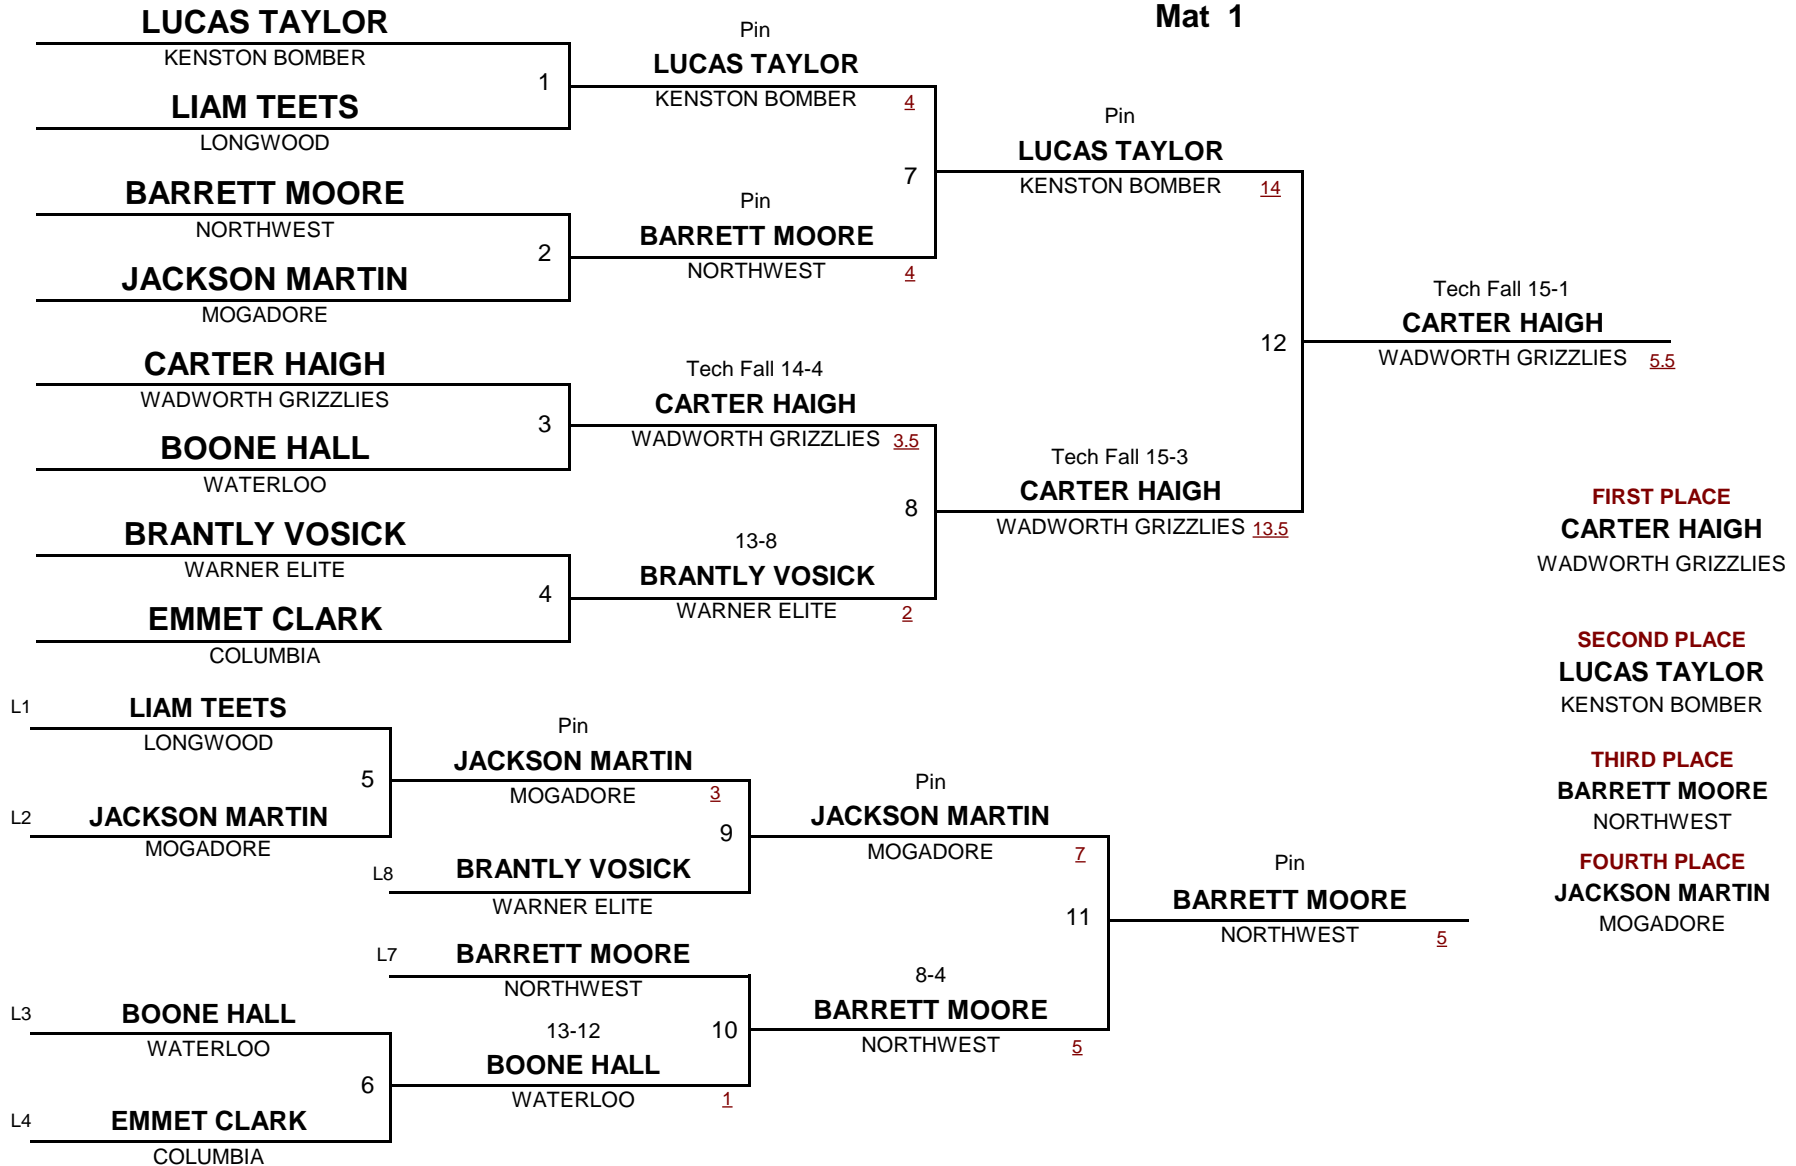 Mat 1
LUCAS TAYLOR
KENSTON BOMBER
1
LIAM TEETS
LONGWOOD
BARRETT MOORE
NORTHWEST
2
JACKSON MARTIN
MOGADORE
CARTER HAIGH
WADWORTH GRIZZLIES
3
BOONE HALL
WATERLOO
BRANTLY VOSICK
WARNER ELITE
4
EMMET CLARK
COLUMBIA
Pin
LUCAS TAYLOR
KENSTON BOMBER 4
7
Pin
BARRETT MOORE
NORTHWEST 4
Tech Fall 14-4
CARTER HAIGH
WADWORTH GRIZZLIES 3.5
8
13-8
BRANTLY VOSICK
WARNER ELITE 2
Pin
LUCAS TAYLOR
KENSTON BOMBER 14
12
Tech Fall 15-3
CARTER HAIGH
WADWORTH GRIZZLIES 13.5
Tech Fall 15-1
CARTER HAIGH
WADWORTH GRIZZLIES 5.5
FIRST PLACE
CARTER HAIGH
WADWORTH GRIZZLIES
SECOND PLACE
LUCAS TAYLOR
KENSTON BOMBER
THIRD PLACE
BARRETT MOORE
NORTHWEST
FOURTH PLACE
JACKSON MARTIN
MOGADORE
L1 LIAM TEETS
LONGWOOD
5
L2 JACKSON MARTIN
MOGADORE
L3 BOONE HALL
WATERLOO
6
L4 EMMET CLARK
COLUMBIA
Pin
JACKSON MARTIN
MOGADORE 3
9
L8 BRANTLY VOSICK
WARNER ELITE
L7 BARRETT MOORE
NORTHWEST
10
13-12
BOONE HALL
WATERLOO 1
Pin
JACKSON MARTIN
MOGADORE 7
11
8-4
BARRETT MOORE
NORTHWEST 5
Pin
BARRETT MOORE
NORTHWEST 5